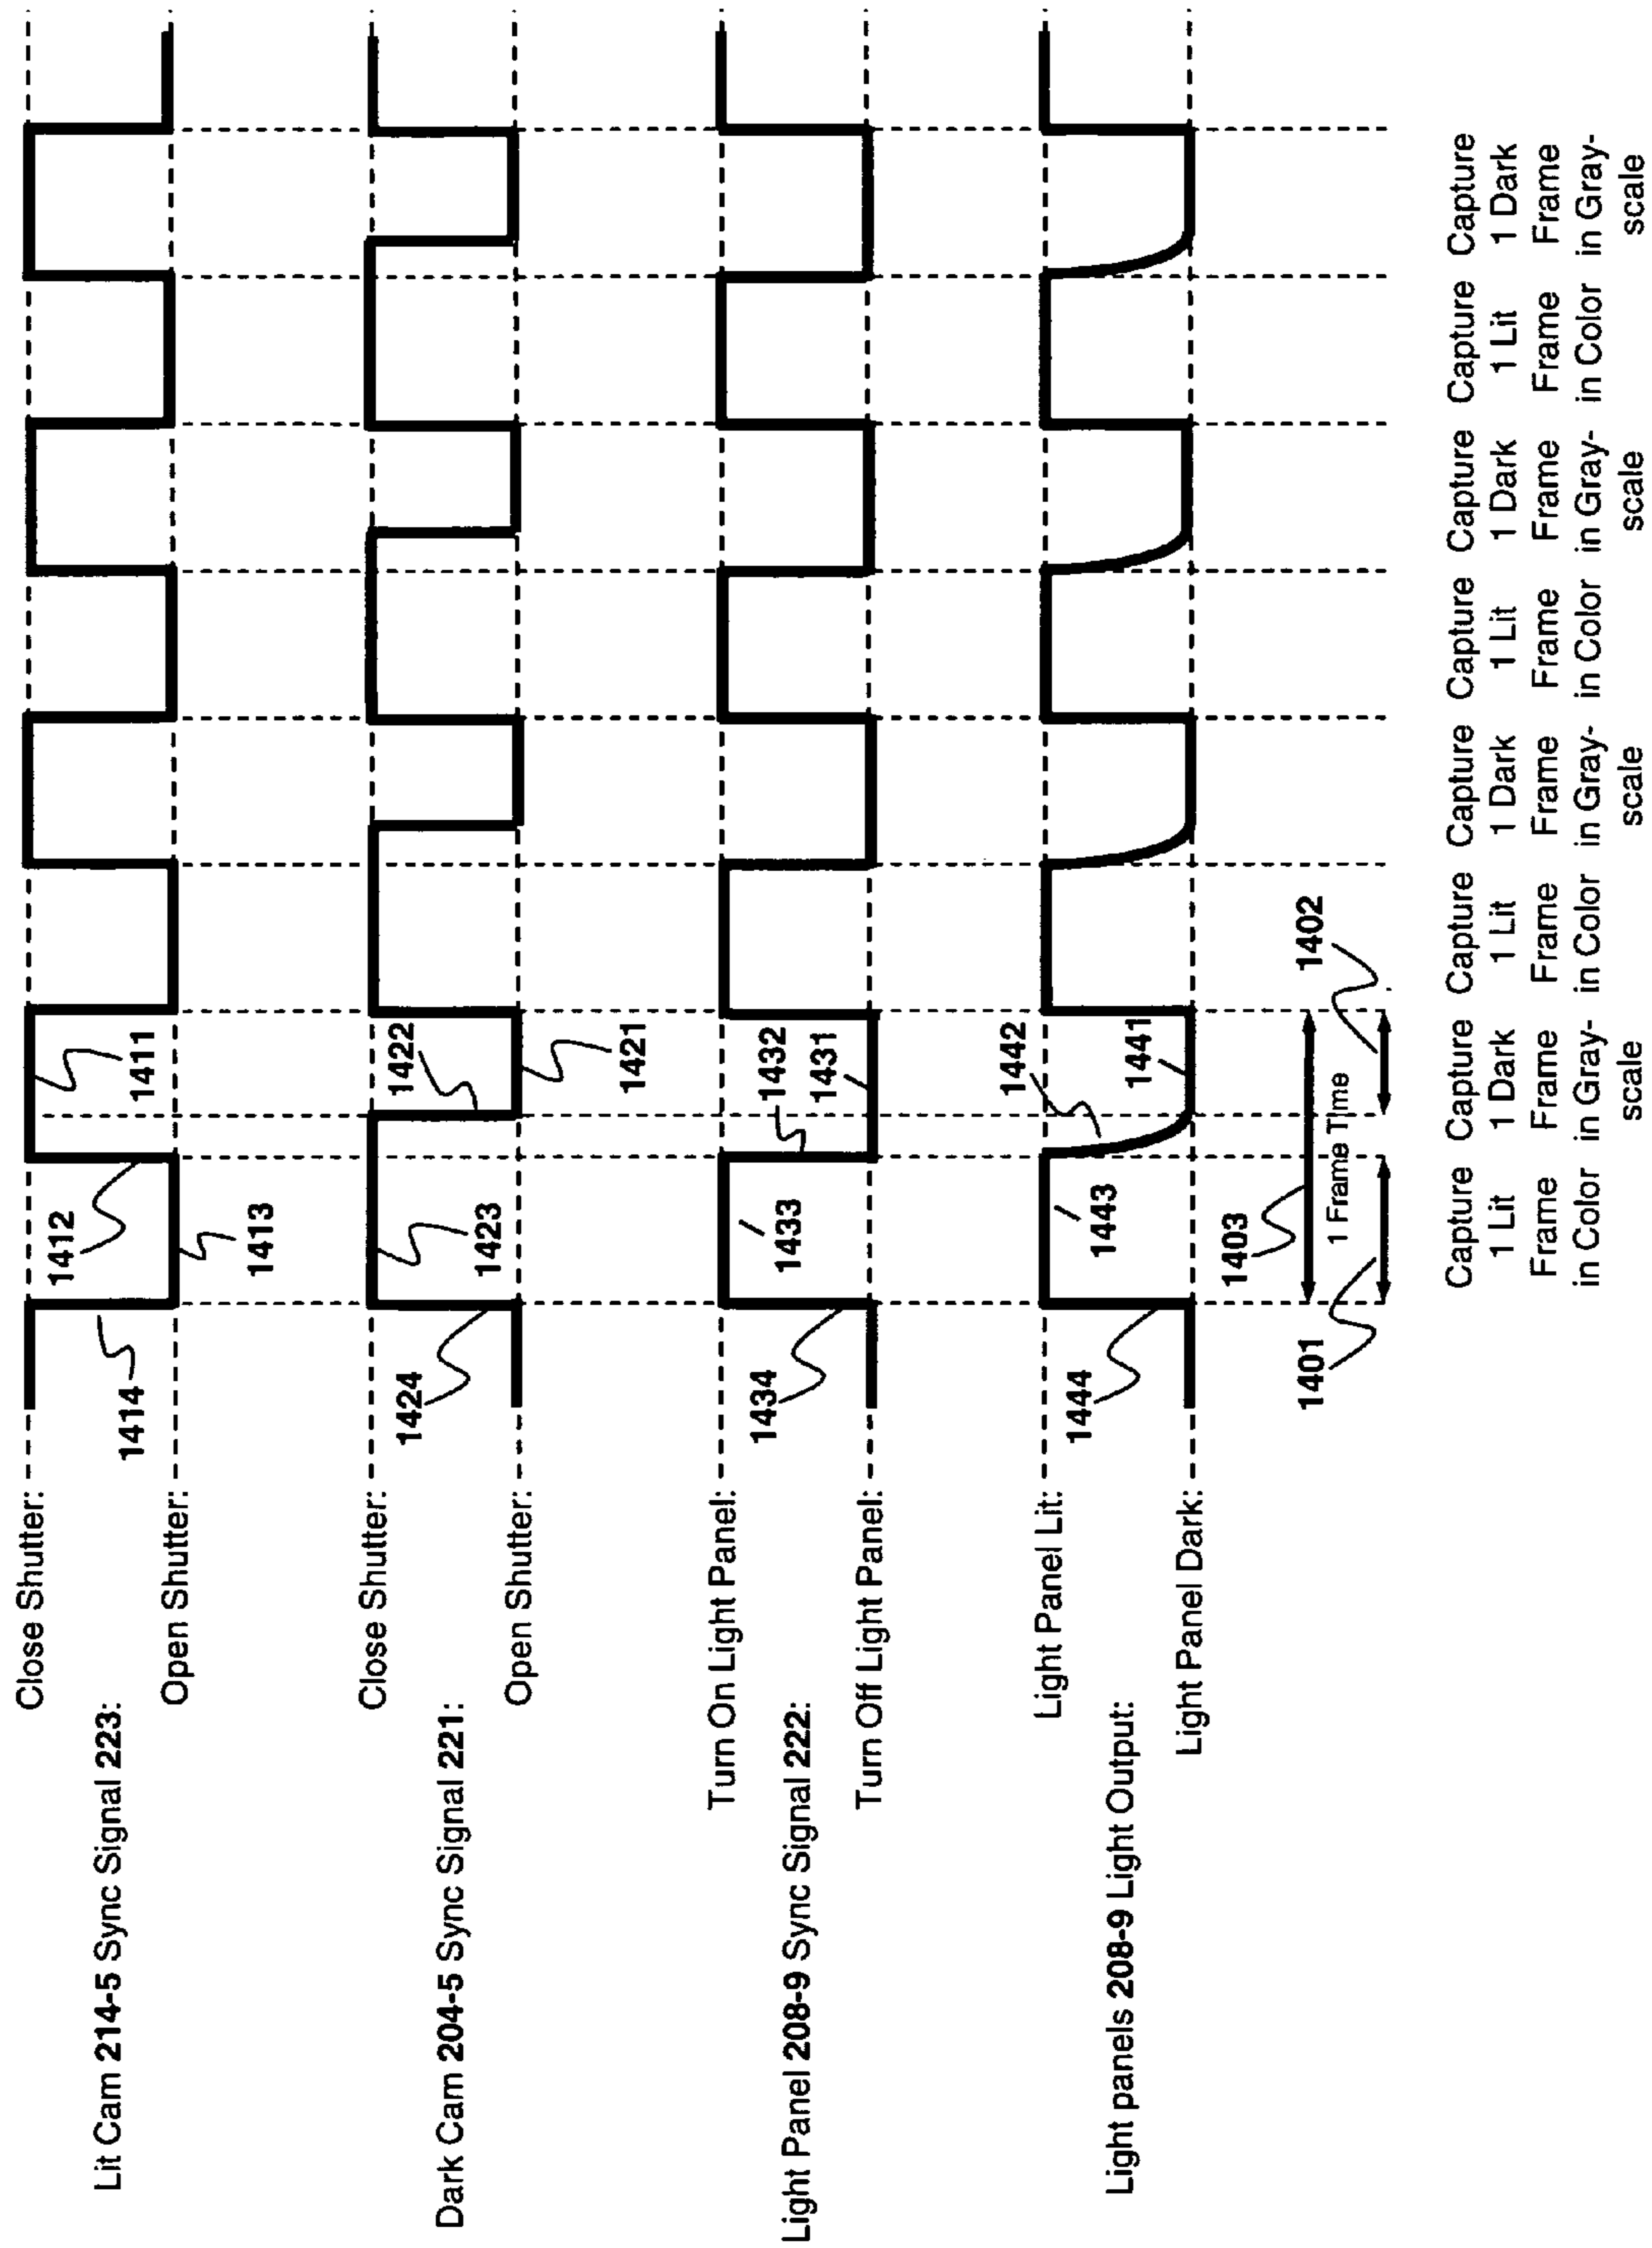 Close Shutter:
Lit Cam 214-5 Sync Signal 223:
Open Shutter:
1414
1412
1413
1411
Close Shutter:
Dark Cam 204-5 Sync Signal 221:
Open Shutter:
1424
1423
1422
1421
Turn On Light Panel:
Light Panel 208-9 Sync Signal 222:
Turn Off Light Panel:
1434
1433
1432
1431
Light Panel Lit:
Light panels 208-9 Light Output:
Light Panel Dark:
1444
1443
1442
1441
1403
1 Frame Time
1401
1402
Capture
1 Lit
Frame
in Color
Capture
1 Dark
Frame
in Gray-
scale
Capture
1 Lit
Frame
in Color
Capture
1 Dark
Frame
in Gray-
scale
Capture
1 Lit
Frame
in Color
Capture
1 Dark
Frame
in Gray-
scale
Capture
1 Lit
Frame
in Color
Capture
1 Dark
Frame
in Gray-
scale